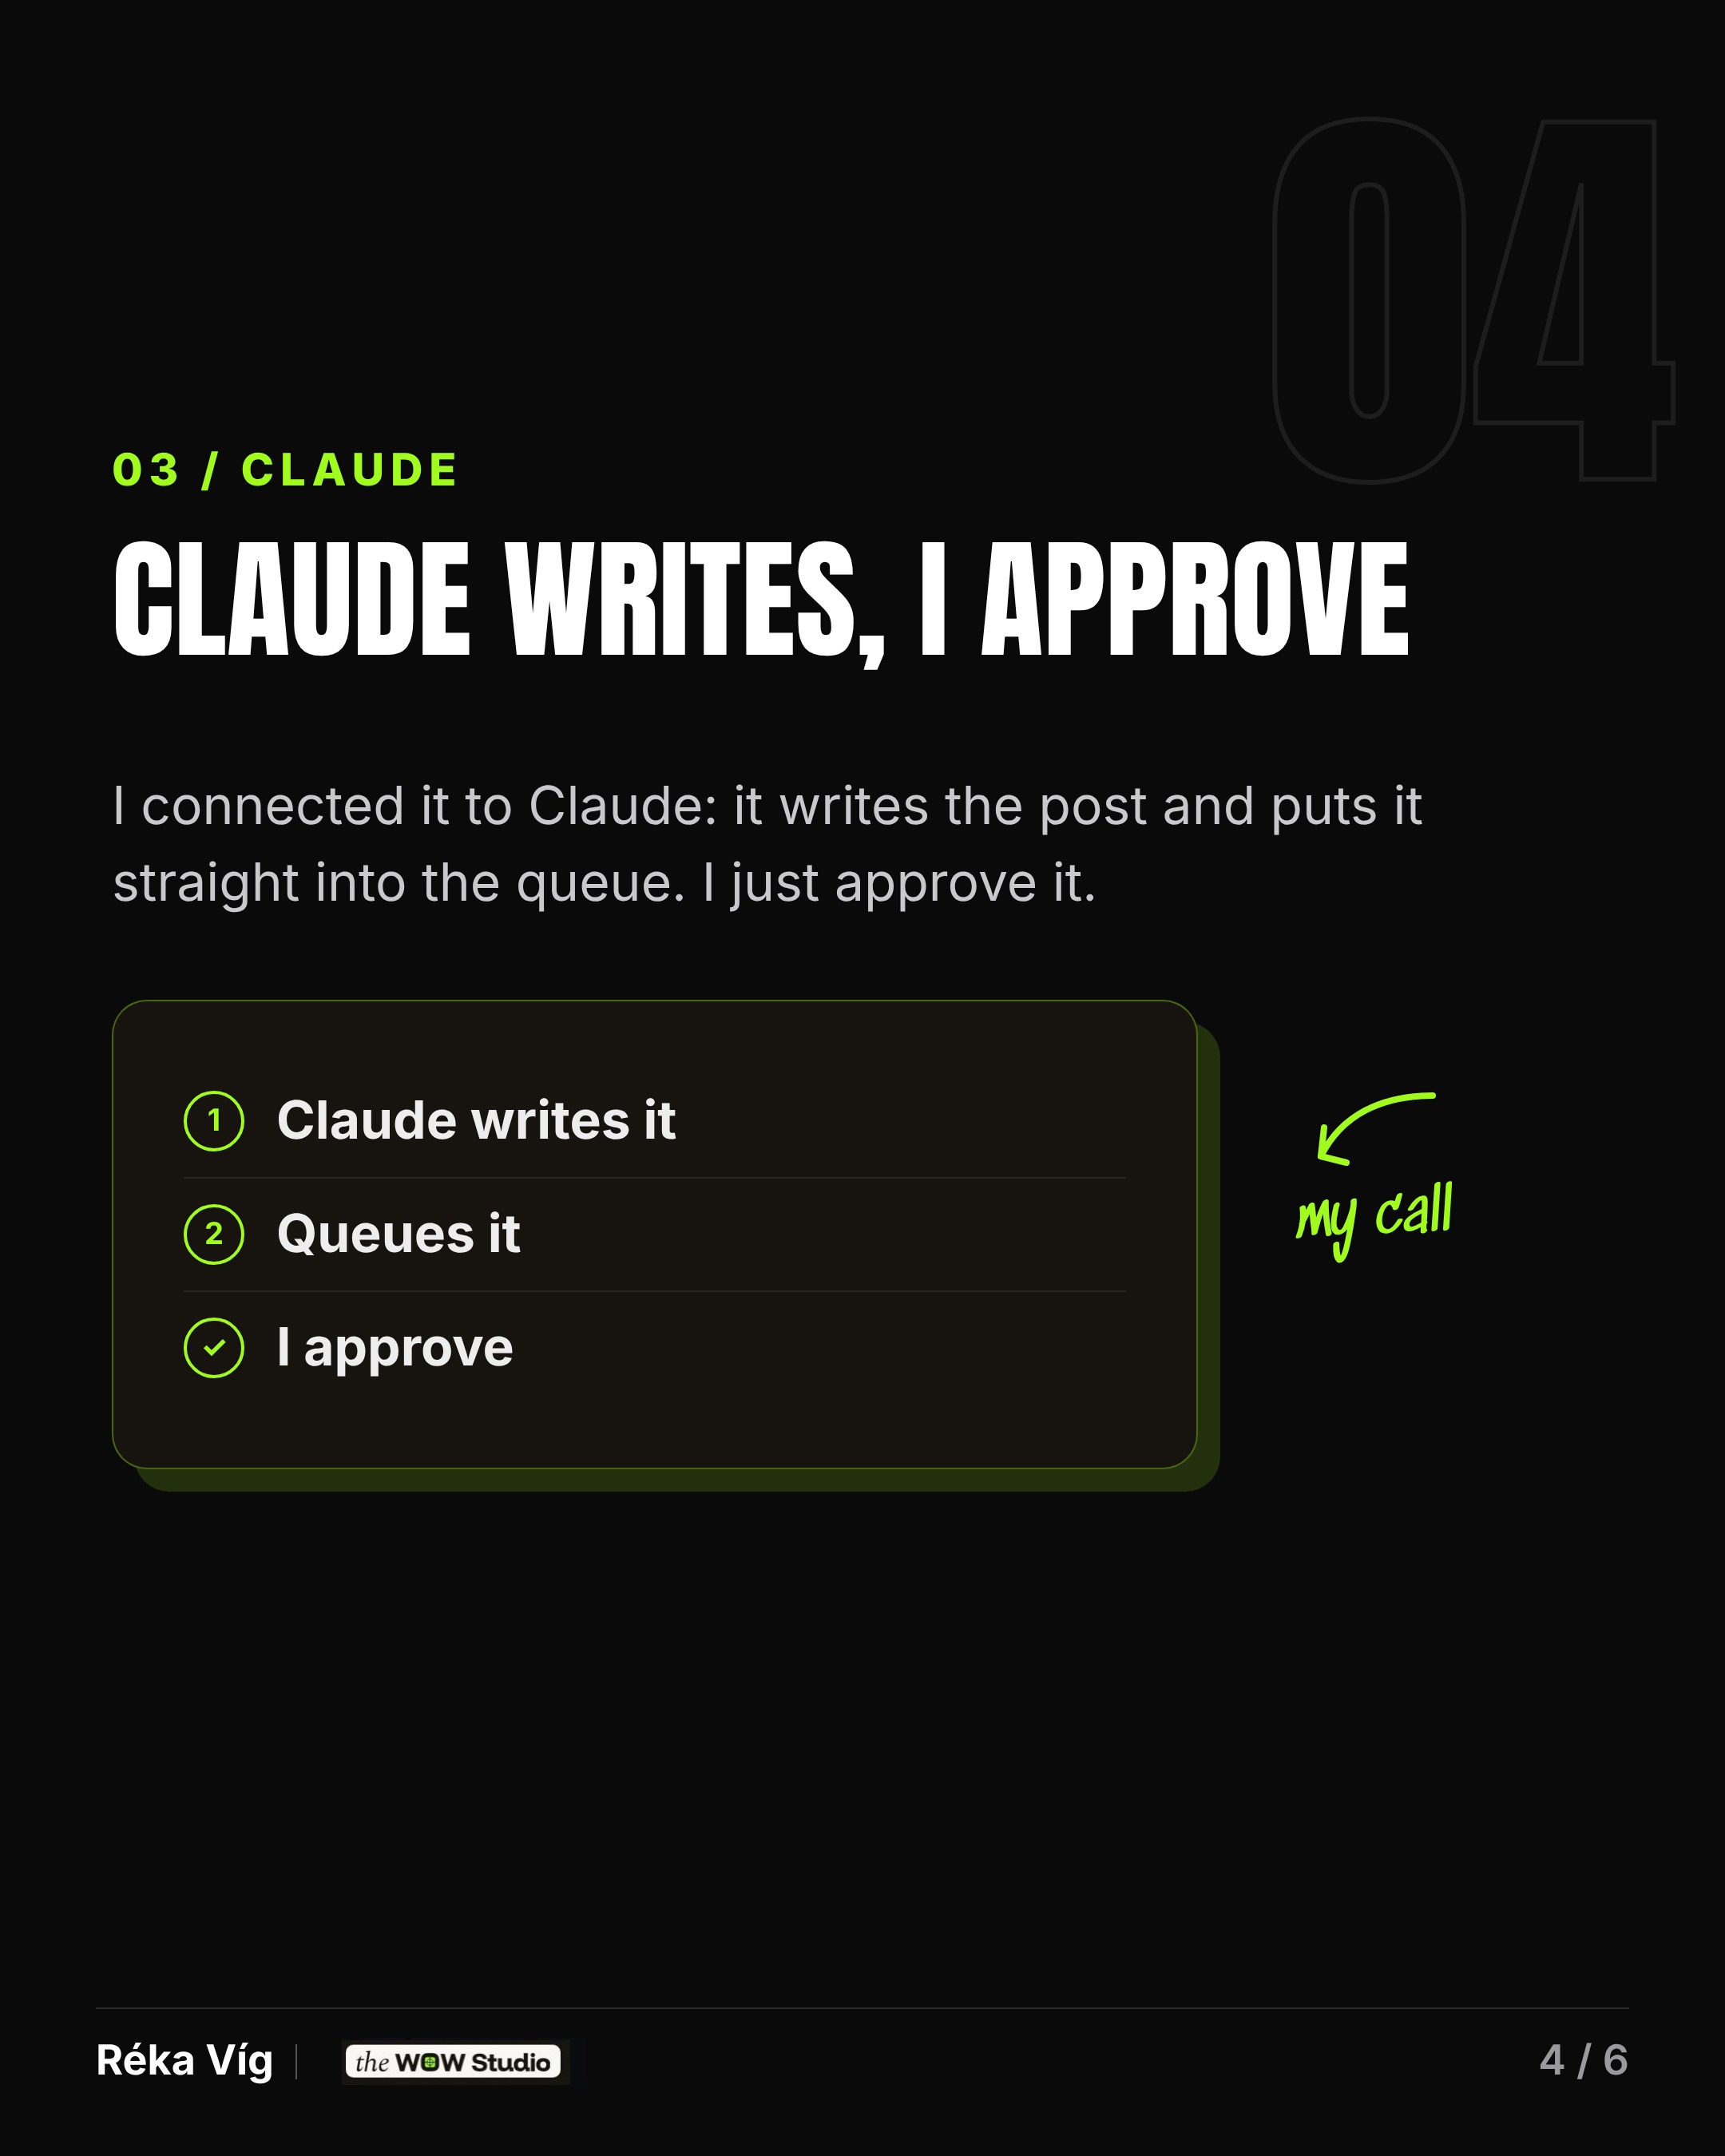 04
03 / CLAUDE
CLAUDE WRITES, I APPROVE
I connected it to Claude: it writes the post and puts it
straight into the queue. I just approve it.
1 Claude writes it
2 Queues it
I approve
my call
Réka Víg
the WOW Studio
4 / 6